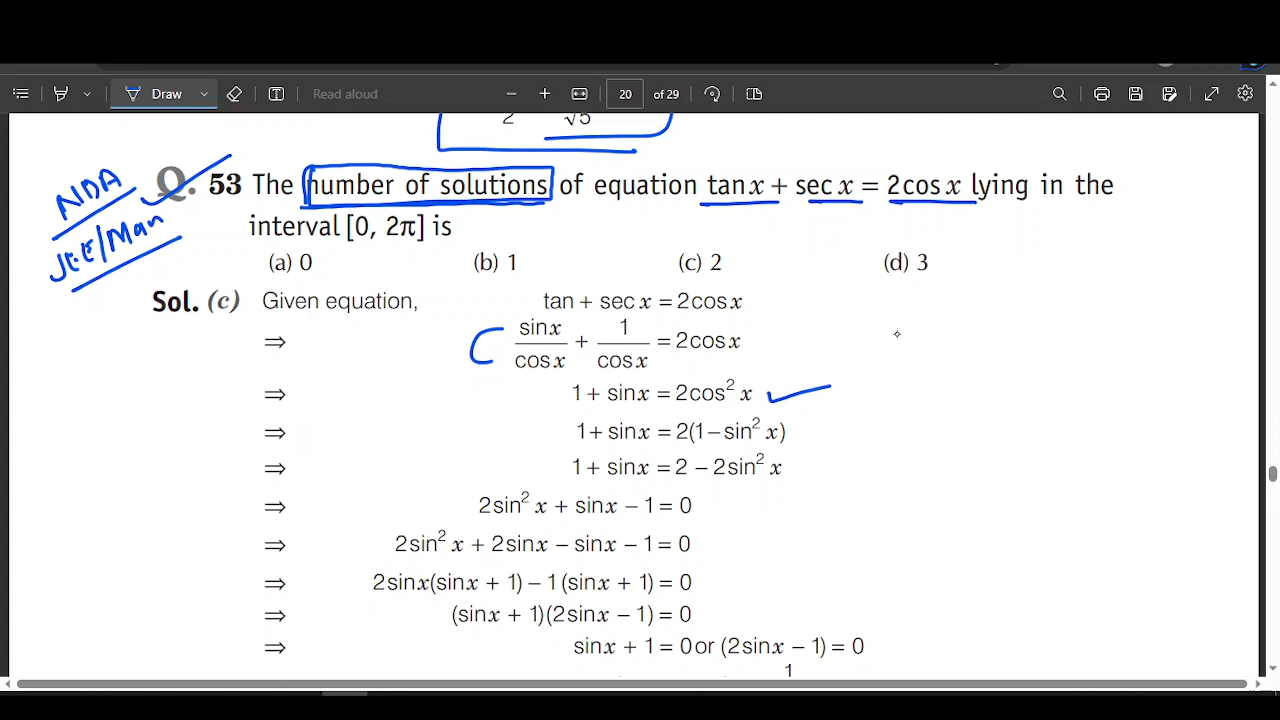 Draw
Read aloud
20 of 29
2 √5
NDA
JEE/Man
Q. 53 The number of solutions of equation tan x + sec x = 2cos x lying in the
interval [0, 2π] is
(a) 0 (b) 1 (c) 2 (d) 3
Sol. (c) Given equation, tan + sec x = 2cos x
⇒ sin x / cos x + 1 / cos x = 2cos x
⇒ 1 + sin x = 2cos² x
⇒ 1 + sin x = 2(1 − sin² x)
⇒ 1 + sin x = 2 − 2sin² x
⇒ 2sin² x + sin x − 1 = 0
⇒ 2sin² x + 2sin x − sin x − 1 = 0
⇒ 2sin x(sin x + 1) − 1(sin x + 1) = 0
⇒ (sin x + 1)(2sin x − 1) = 0
⇒ sin x + 1 = 0 or (2sin x − 1) = 0
1